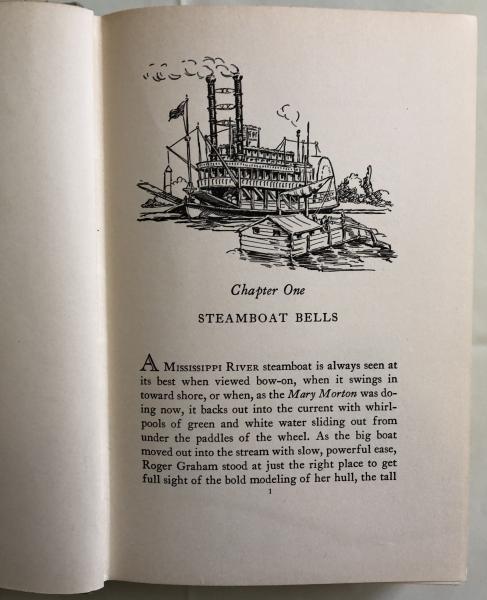 Chapter One
STEAMBOAT BELLS
A MISSISSIPPI RIVER steamboat is always seen at
its best when viewed bow-on, when it swings in
toward shore, or when, as the Mary Morton was do-
ing now, it backs out into the current with whirl-
pools of green and white water sliding out from
under the paddles of the wheel. As the big boat
moved out into the stream with slow, powerful ease,
Roger Graham stood at just the right place to get
full sight of the bold modeling of her hull, the tall
1